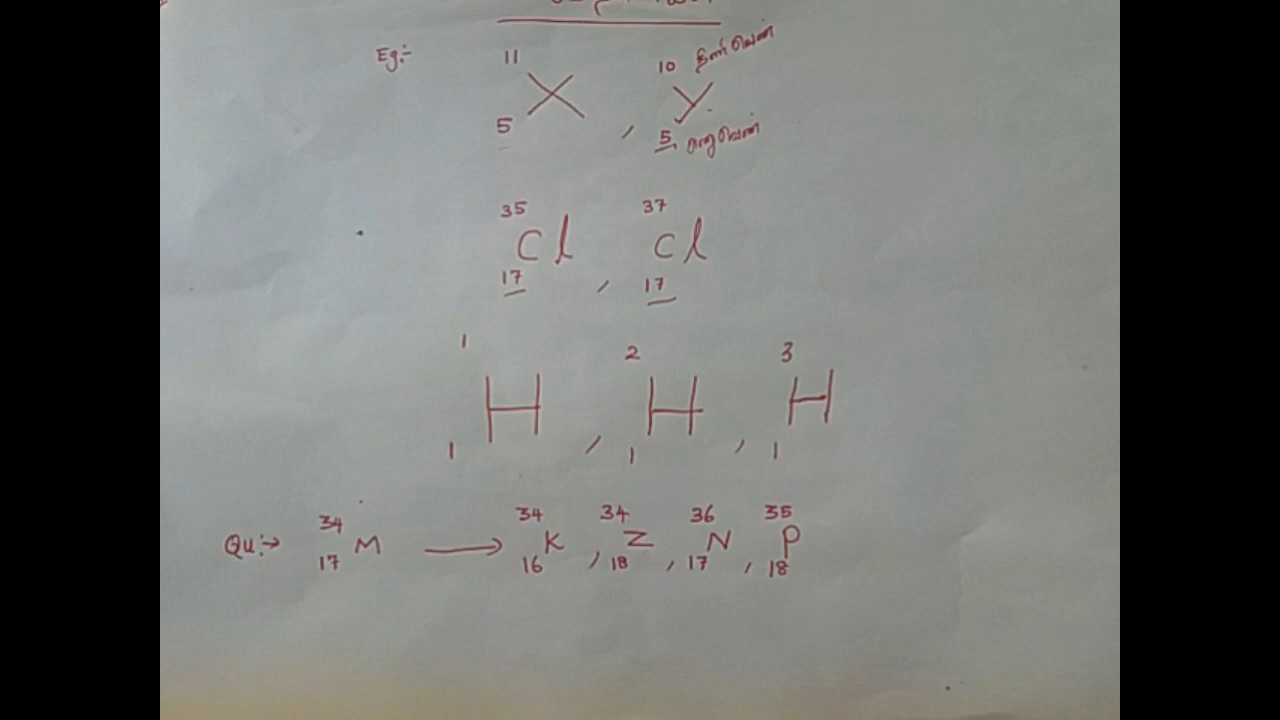 Eg:-
11 10 திணிவெண்
X , Y
5 5 அணுவெண்
35 37
Cl , Cl
17 17
1 2 3
H , H , H
1 1 1
34 34 34 36 35
Qu:→ M → K , Z , N , P
17 16 18 17 18